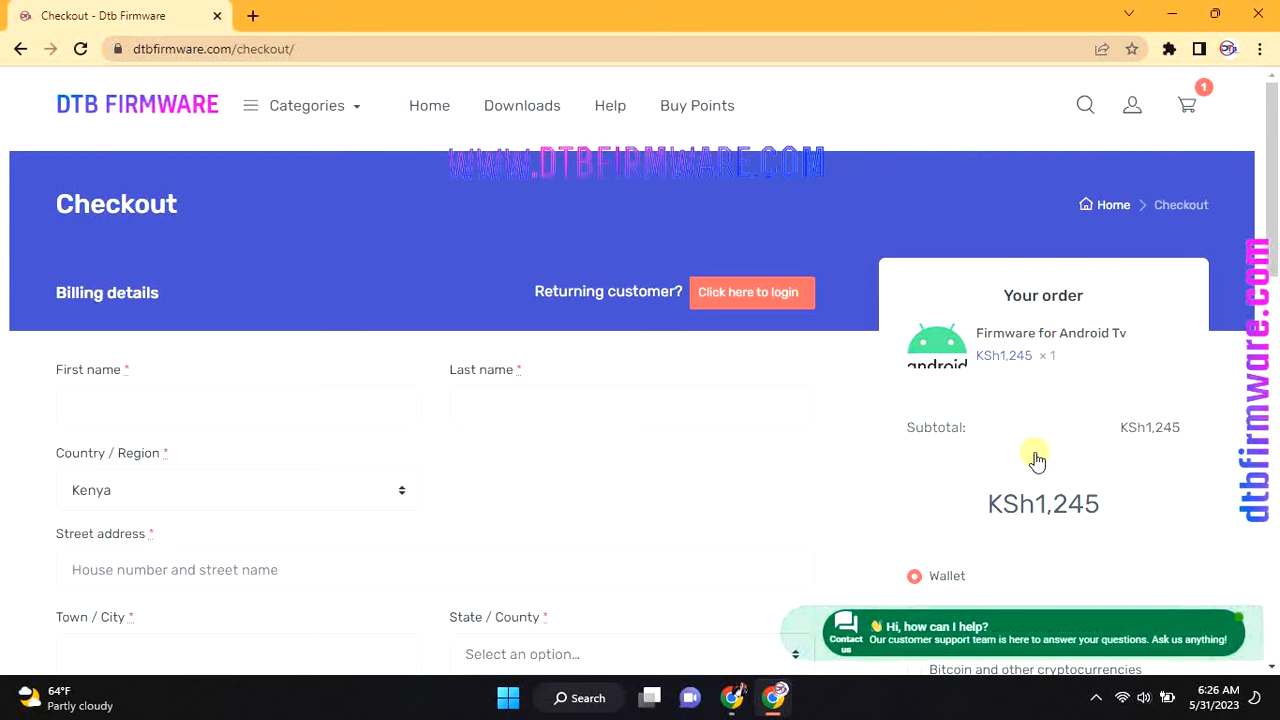 Checkout - Dtb Firmware
dtbfirmware.com/checkout/
DTB FIRMWARE
Categories
Home
Downloads
Help
Buy Points
1
WWW.DTBFIRMWARE.COM
Checkout
Home
Checkout
Billing details
Returning customer?
Click here to login
Your order
Firmware for Android Tv
KSh1,245 × 1
android
First name *
Last name *
Subtotal:
KSh1,245
Country / Region *
Kenya
KSh1,245
Street address *
House number and street name
Wallet
Town / City *
State / County *
Select an option...
Contact us
👋 Hi, how can I help?
Our customer support team is here to answer your questions. Ask us anything!
Bitcoin and other cryptocurrencies
dtbfirmware.com
64°F
Partly cloudy
Search
6:26 AM
5/31/2023